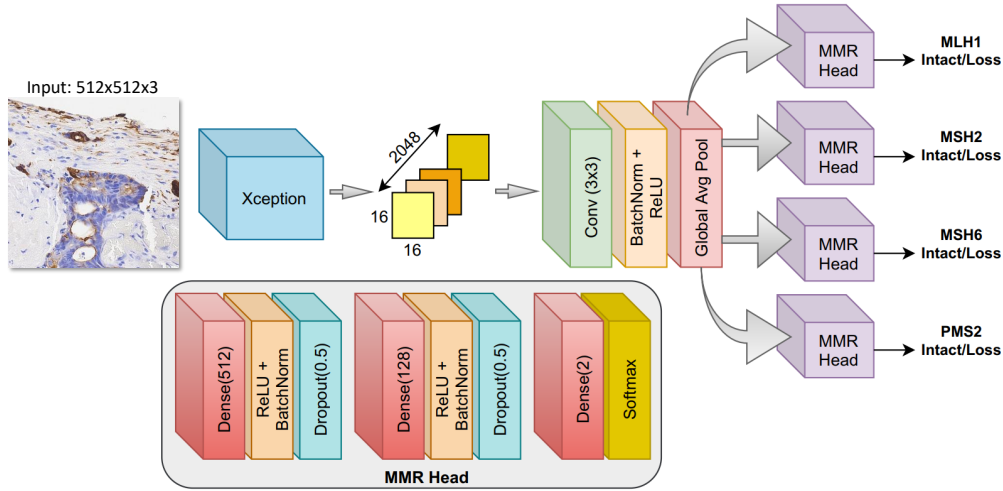 Input: 512x512x3
Xception
2048
16
16
Conv (3x3)
BatchNorm +
ReLU
Global Avg Pool
MMR
Head
MLH1
Intact/Loss
MMR
Head
MSH2
Intact/Loss
MMR
Head
MSH6
Intact/Loss
MMR
Head
PMS2
Intact/Loss
Dense(512)
ReLU +
BatchNorm
Dropout(0.5)
Dense(128)
ReLU +
BatchNorm
Dropout(0.5)
Dense(2)
Softmax
MMR Head